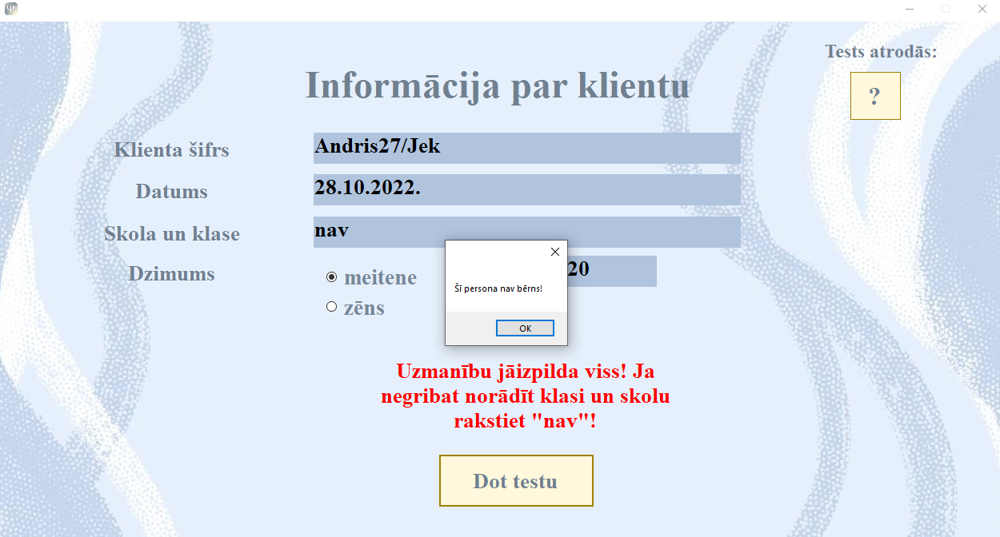 Tests atrodās:
?
Informācija par klientu
Klienta šifrs
Andris27/Jek
Datums
28.10.2022.
Skola un klase
nav
Dzimums
meitene
20
zēns
Šī persona nav bērns!
OK
Uzmanību jāizpilda viss! Ja
negribat norādīt klasi un skolu
rakstiet "nav"!
Dot testu